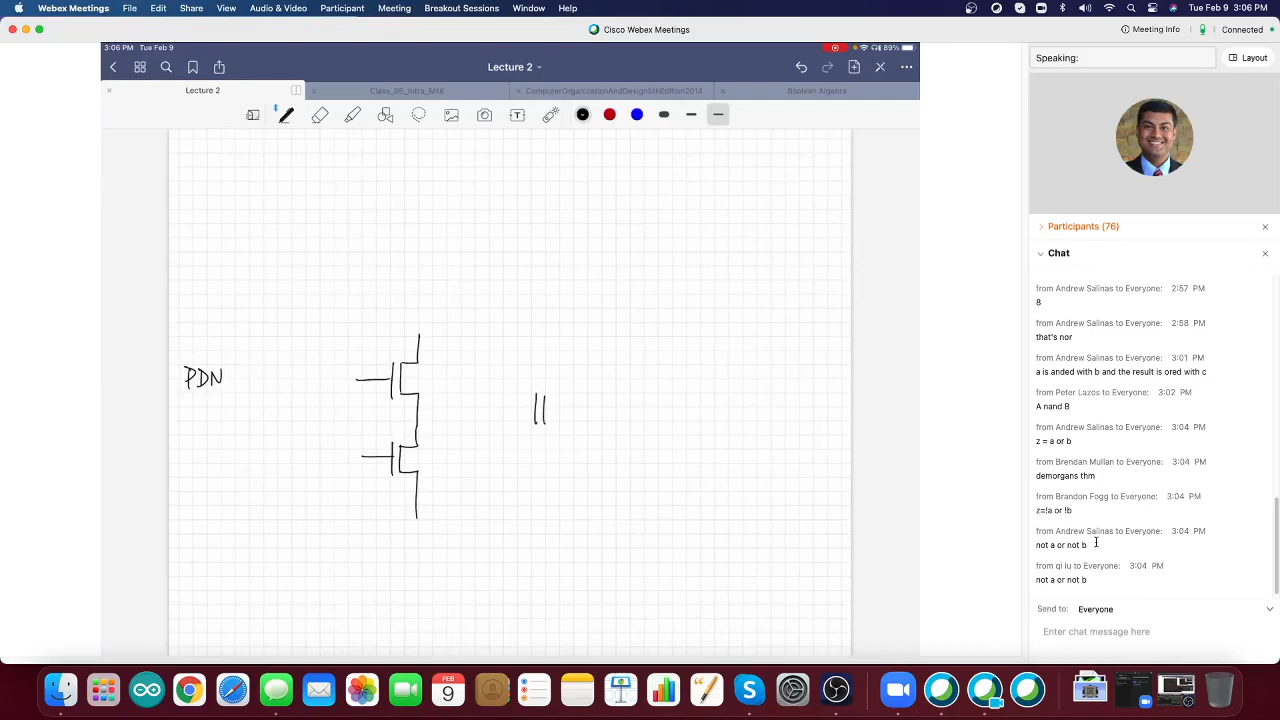 Webex Meetings File Edit Share View Audio & Video Participant Meeting Breakout Sessions Window Help Tue Feb 9 3:06 PM
Cisco Webex Meetings
Meeting Info Connected
3:06 PM Tue Feb 9 89%
Lecture 2
Lecture 2 Class_05_intra_M1K ComputerOrganizationAndDesign5thEdition2014 Boolean Algebra
PDN
Speaking: Layout
Participants (76)
Chat
from Andrew Salinas to Everyone: 2:57 PM
8
from Andrew Salinas to Everyone: 2:58 PM
that's nor
from Andrew Salinas to Everyone: 3:01 PM
a is anded with b and the result is ored with c
from Peter Lazos to Everyone: 3:02 PM
A nand B
from Andrew Salinas to Everyone: 3:04 PM
z = a or b
from Brendan Mullan to Everyone: 3:04 PM
demorgans thm
from Brandon Fogg to Everyone: 3:04 PM
z=!a or !b
from Andrew Salinas to Everyone: 3:04 PM
not a or not b
from qi lu to Everyone: 3:04 PM
not a or not b
Send to: Everyone
Enter chat message here
FEB
9